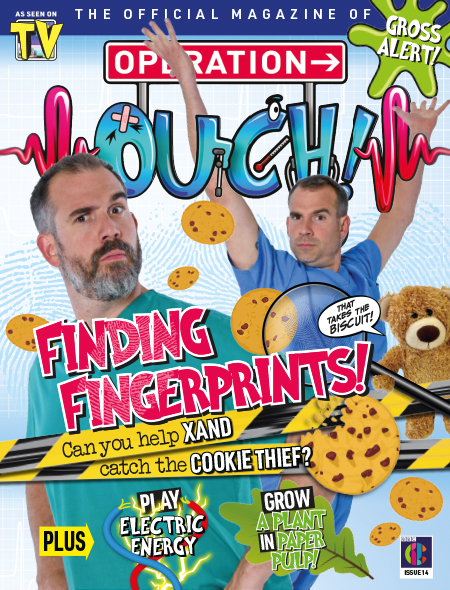 AS SEEN ON
TV
THE OFFICIAL MAGAZINE OF
GROSS
ALERT!
OPERATION→
OUCH!
THAT
TAKES THE
BISCUIT!
FINDING
FINGERPRINTS!
Can you help XAND
catch the COOKIE THIEF?
PLUS
PLAY
ELECTRIC
ENERGY
GROW
A PLANT
IN PAPER
PULP!
BBC
ISSUE 14